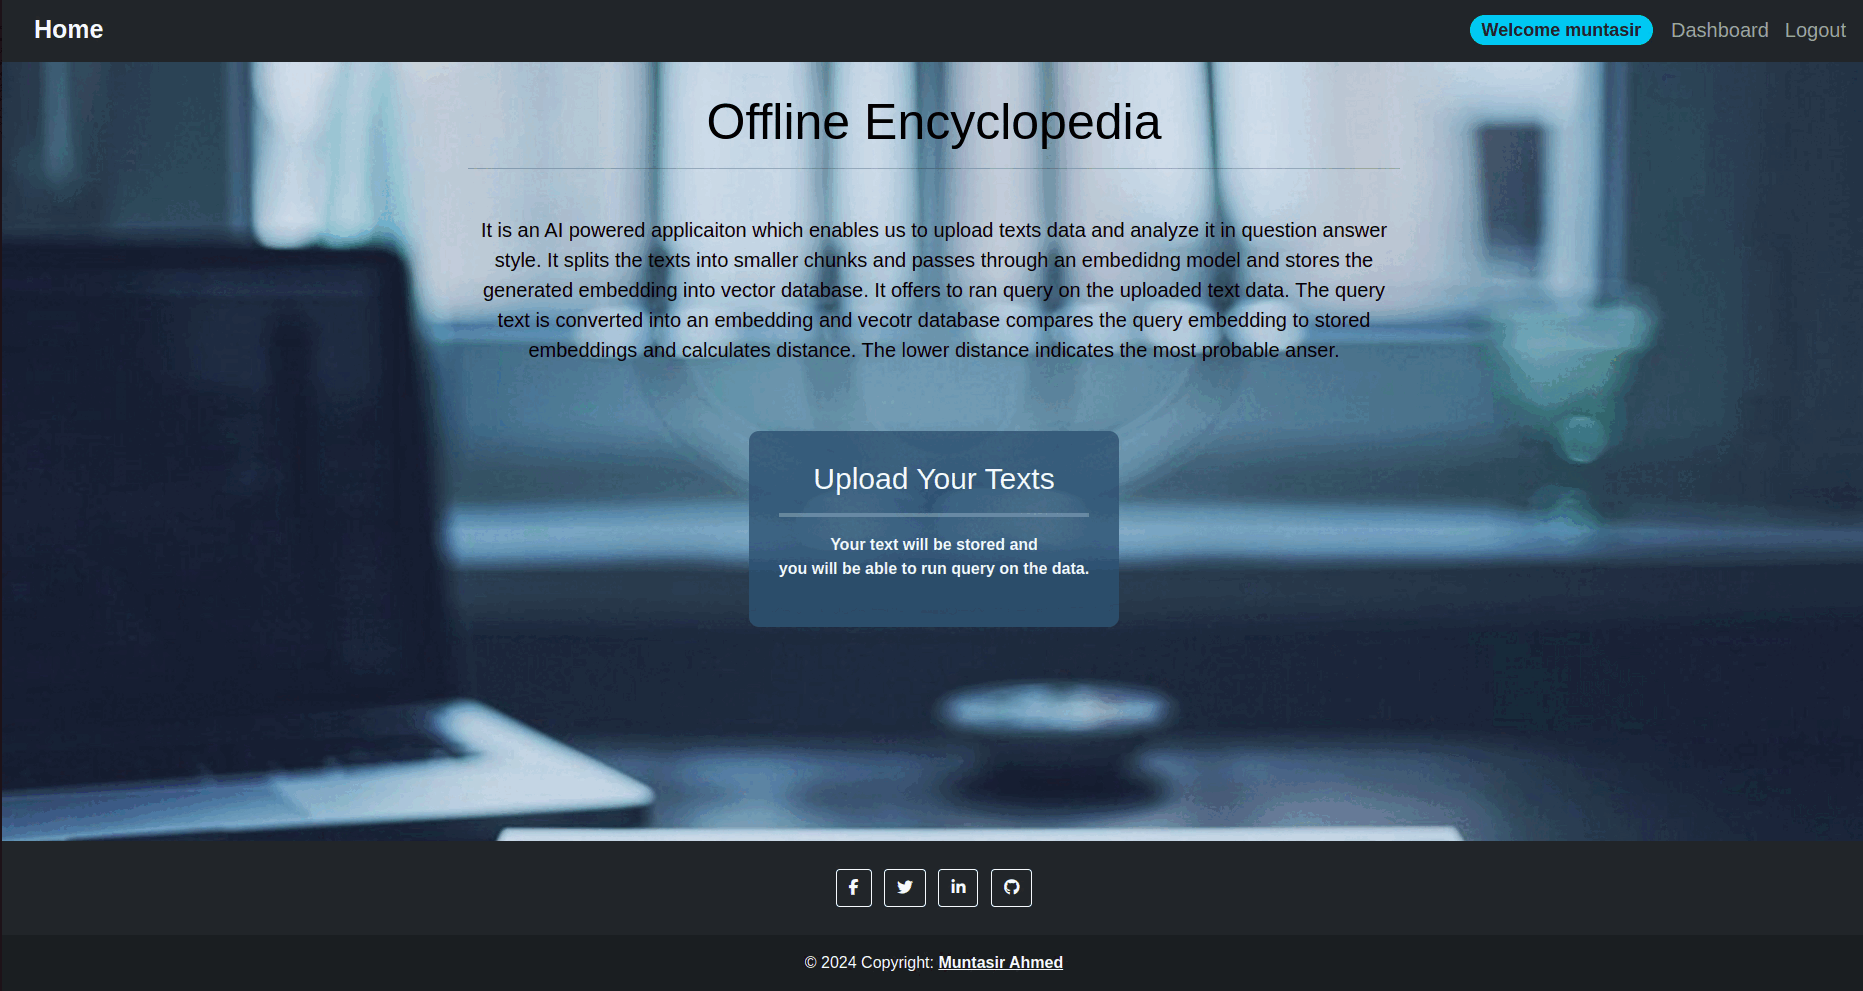 Home
Welcome muntasir
Dashboard
Logout
Offline Encyclopedia
It is an AI powered applicaiton which enables us to upload texts data and analyze it in question answer
style. It splits the texts into smaller chunks and passes through an embedidng model and stores the
generated embedding into vector database. It offers to ran query on the uploaded text data. The query
text is converted into an embedding and vecotr database compares the query embedding to stored
embeddings and calculates distance. The lower distance indicates the most probable anser.
Upload Your Texts
Your text will be stored and
you will be able to run query on the data.
© 2024 Copyright: Muntasir Ahmed